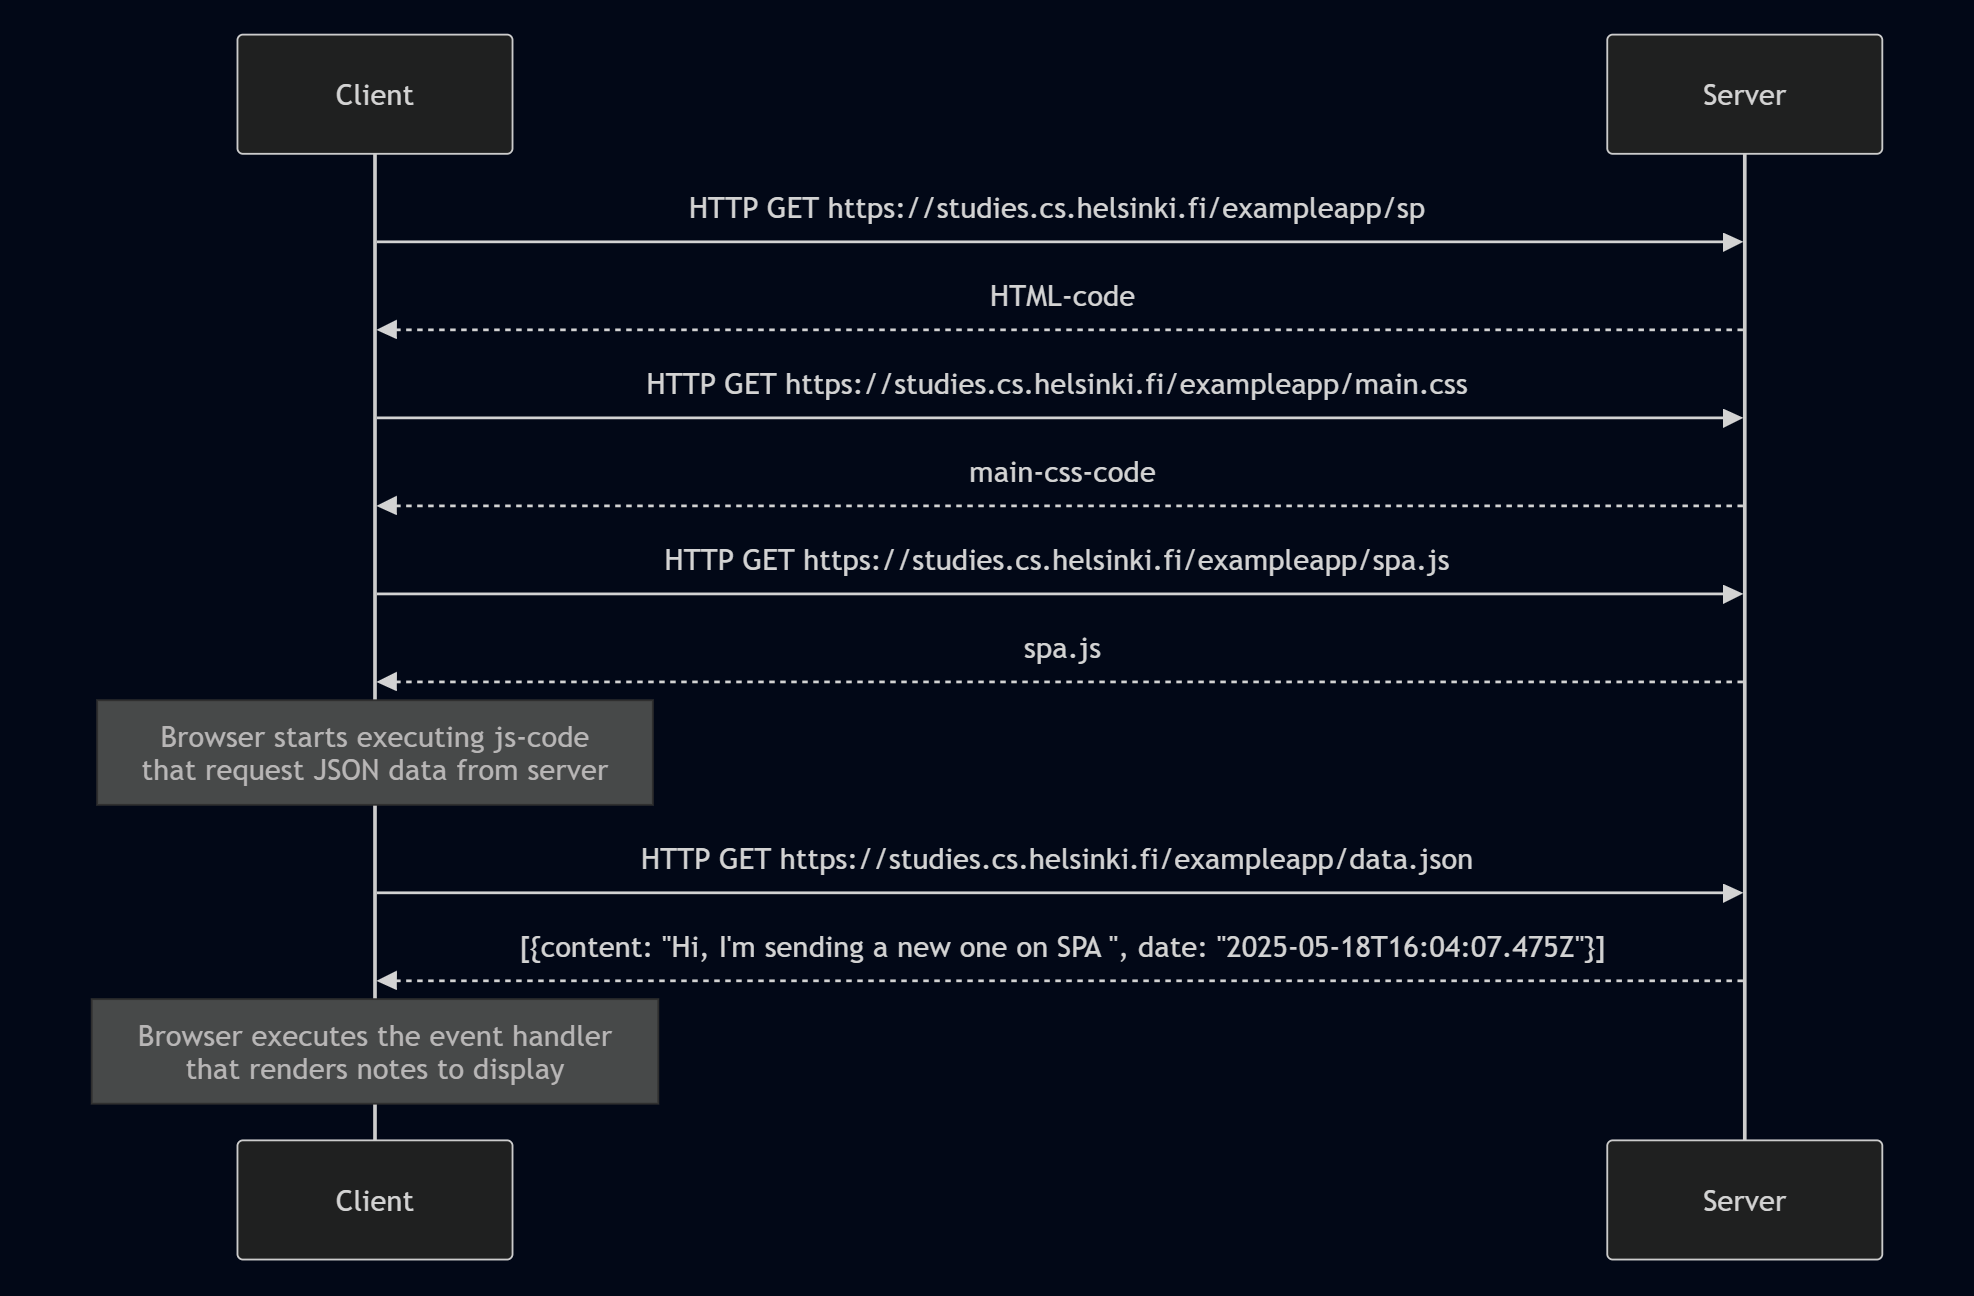 Client
Server
HTTP GET https://studies.cs.helsinki.fi/exampleapp/sp
HTML-code
HTTP GET https://studies.cs.helsinki.fi/exampleapp/main.css
main-css-code
HTTP GET https://studies.cs.helsinki.fi/exampleapp/spa.js
spa.js
Browser starts executing js-code
that request JSON data from server
HTTP GET https://studies.cs.helsinki.fi/exampleapp/data.json
[{content: "Hi, I'm sending a new one on SPA ", date: "2025-05-18T16:04:07.475Z"}]
Browser executes the event handler
that renders notes to display
Client
Server